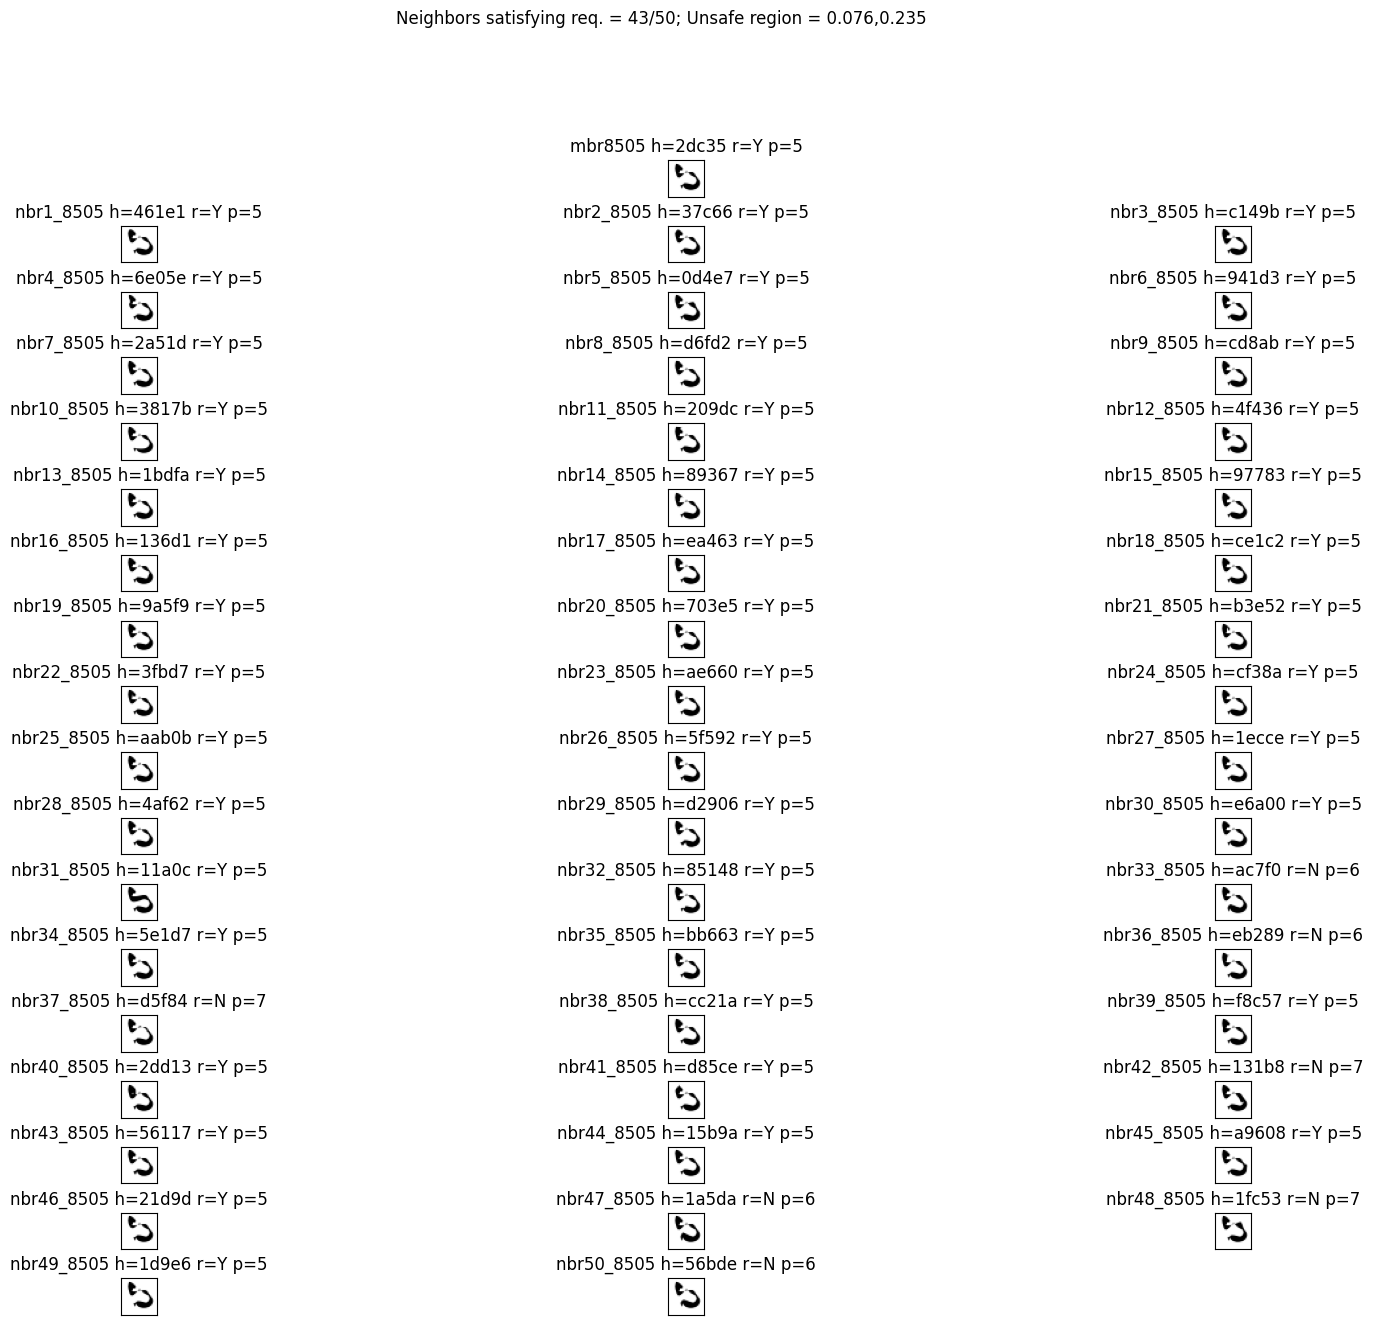 Neighbors satisfying req. = 43/50; Unsafe region = 0.076,0.235
mbr8505 h=2dc35 r=Y p=5
nbr1_8505 h=461e1 r=Y p=5
nbr2_8505 h=37c66 r=Y p=5
nbr3_8505 h=c149b r=Y p=5
nbr4_8505 h=6e05e r=Y p=5
nbr5_8505 h=0d4e7 r=Y p=5
nbr6_8505 h=941d3 r=Y p=5
nbr7_8505 h=2a51d r=Y p=5
nbr8_8505 h=d6fd2 r=Y p=5
nbr9_8505 h=cd8ab r=Y p=5
nbr10_8505 h=3817b r=Y p=5
nbr11_8505 h=209dc r=Y p=5
nbr12_8505 h=4f436 r=Y p=5
nbr13_8505 h=1bdfa r=Y p=5
nbr14_8505 h=89367 r=Y p=5
nbr15_8505 h=97783 r=Y p=5
nbr16_8505 h=136d1 r=Y p=5
nbr17_8505 h=ea463 r=Y p=5
nbr18_8505 h=ce1c2 r=Y p=5
nbr19_8505 h=9a5f9 r=Y p=5
nbr20_8505 h=703e5 r=Y p=5
nbr21_8505 h=b3e52 r=Y p=5
nbr22_8505 h=3fbd7 r=Y p=5
nbr23_8505 h=ae660 r=Y p=5
nbr24_8505 h=cf38a r=Y p=5
nbr25_8505 h=aab0b r=Y p=5
nbr26_8505 h=5f592 r=Y p=5
nbr27_8505 h=1ecce r=Y p=5
nbr28_8505 h=4af62 r=Y p=5
nbr29_8505 h=d2906 r=Y p=5
nbr30_8505 h=e6a00 r=Y p=5
nbr31_8505 h=11a0c r=Y p=5
nbr32_8505 h=85148 r=Y p=5
nbr33_8505 h=ac7f0 r=N p=6
nbr34_8505 h=5e1d7 r=Y p=5
nbr35_8505 h=bb663 r=Y p=5
nbr36_8505 h=eb289 r=N p=6
nbr37_8505 h=d5f84 r=N p=7
nbr38_8505 h=cc21a r=Y p=5
nbr39_8505 h=f8c57 r=Y p=5
nbr40_8505 h=2dd13 r=Y p=5
nbr41_8505 h=d85ce r=Y p=5
nbr42_8505 h=131b8 r=N p=7
nbr43_8505 h=56117 r=Y p=5
nbr44_8505 h=15b9a r=Y p=5
nbr45_8505 h=a9608 r=Y p=5
nbr46_8505 h=21d9d r=Y p=5
nbr47_8505 h=1a5da r=N p=6
nbr48_8505 h=1fc53 r=N p=7
nbr49_8505 h=1d9e6 r=Y p=5
nbr50_8505 h=56bde r=N p=6